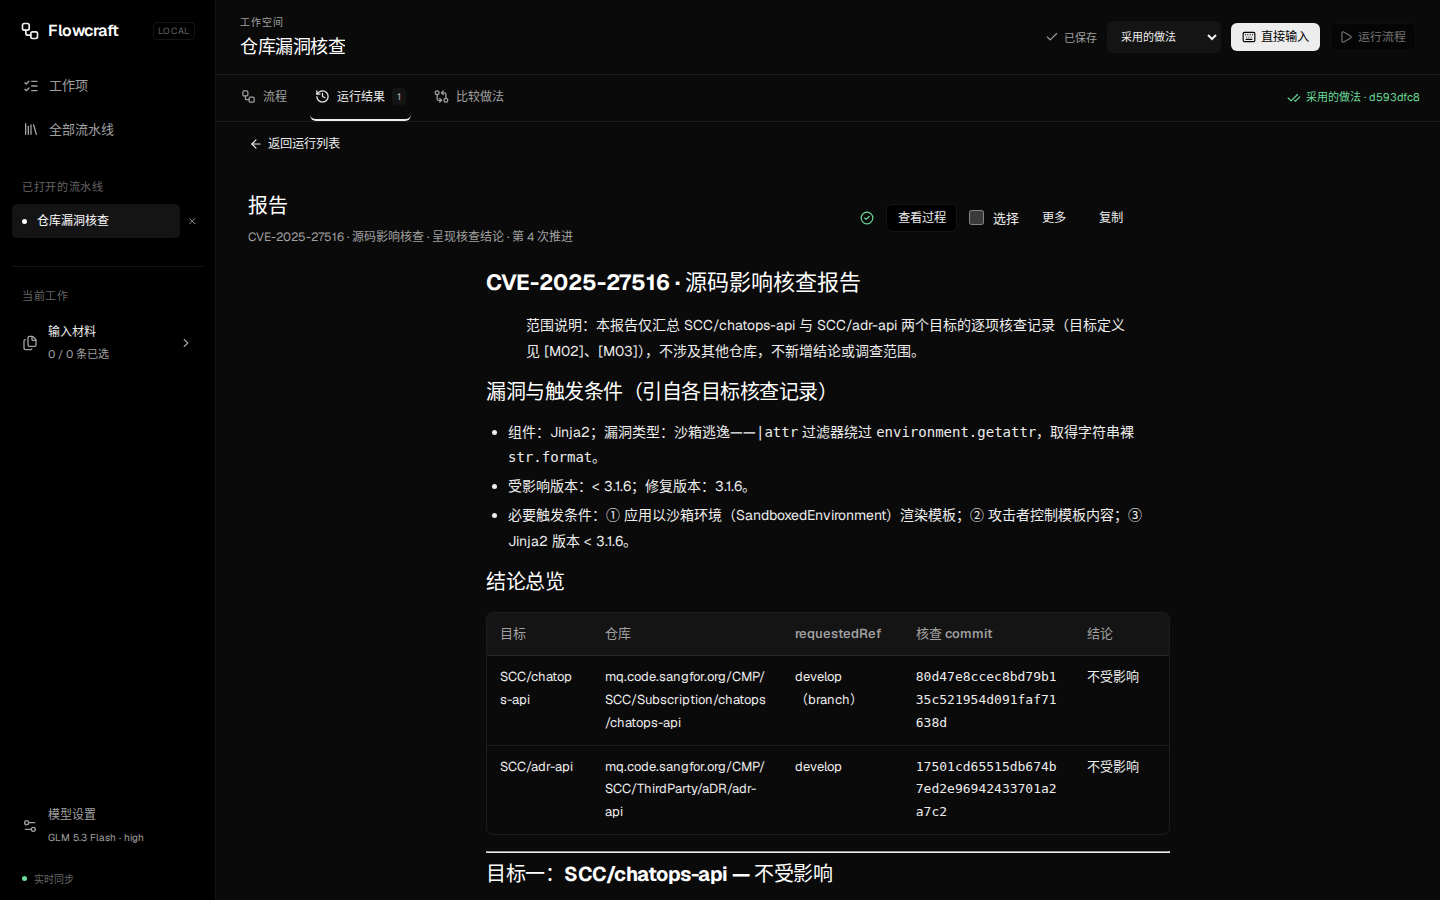 Flowcraft
LOCAL
工作项
全部流水线
已打开的流水线
仓库漏洞核查
当前工作
输入材料
0 / 0 条已选
模型设置
GLM 5.3 Flash · high
实时同步
工作空间
仓库漏洞核查
已保存
采用的做法
直接输入
运行流程
流程
运行结果 1
比较做法
采用的做法 · d593dfc8
返回运行列表
报告
CVE-2025-27516 · 源码影响核查 · 呈现核查结论 · 第 4 次推进
查看过程
选择
更多
复制
CVE-2025-27516 · 源码影响核查报告
范围说明：本报告仅汇总 SCC/chatops-api 与 SCC/adr-api 两个目标的逐项核查记录（目标定义
见 [M02]、[M03]），不涉及其他仓库，不新增结论或调查范围。
漏洞与触发条件（引自各目标核查记录）
组件：Jinja2；漏洞类型：沙箱逃逸——|attr 过滤器绕过 environment.getattr，取得字符串裸
str.format。
受影响版本：< 3.1.6；修复版本：3.1.6。
必要触发条件：① 应用以沙箱环境（SandboxedEnvironment）渲染模板；② 攻击者控制模板内容；③
Jinja2 版本 < 3.1.6。
结论总览
目标 仓库 requestedRef 核查 commit 结论
SCC/chatop mq.code.sangfor.org/CMP/ develop 80d47e8ccec8bd79b1 不受影响
s-api SCC/Subscription/chatops （branch） 35c521954d091faf71
/chatops-api 638d
SCC/adr-api mq.code.sangfor.org/CMP/ develop 17501cd65515db674b 不受影响
SCC/ThirdParty/aDR/adr- 7ed2e96942433701a2
api a7c2
目标一：SCC/chatops-api — 不受影响